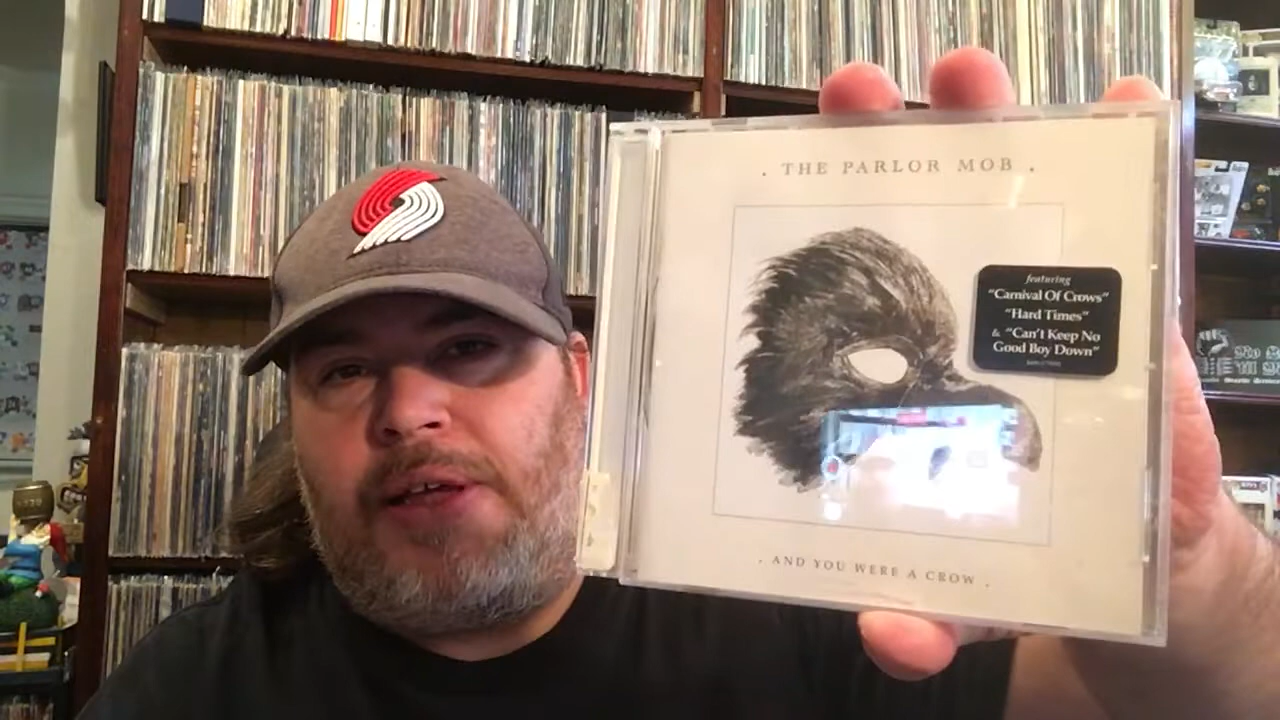 . THE PARLOR MOB .
featuring
"Carnival Of Crows"
"Hard Times"
& "Can't Keep No
Good Boy Down"
. AND YOU WERE A CROW .